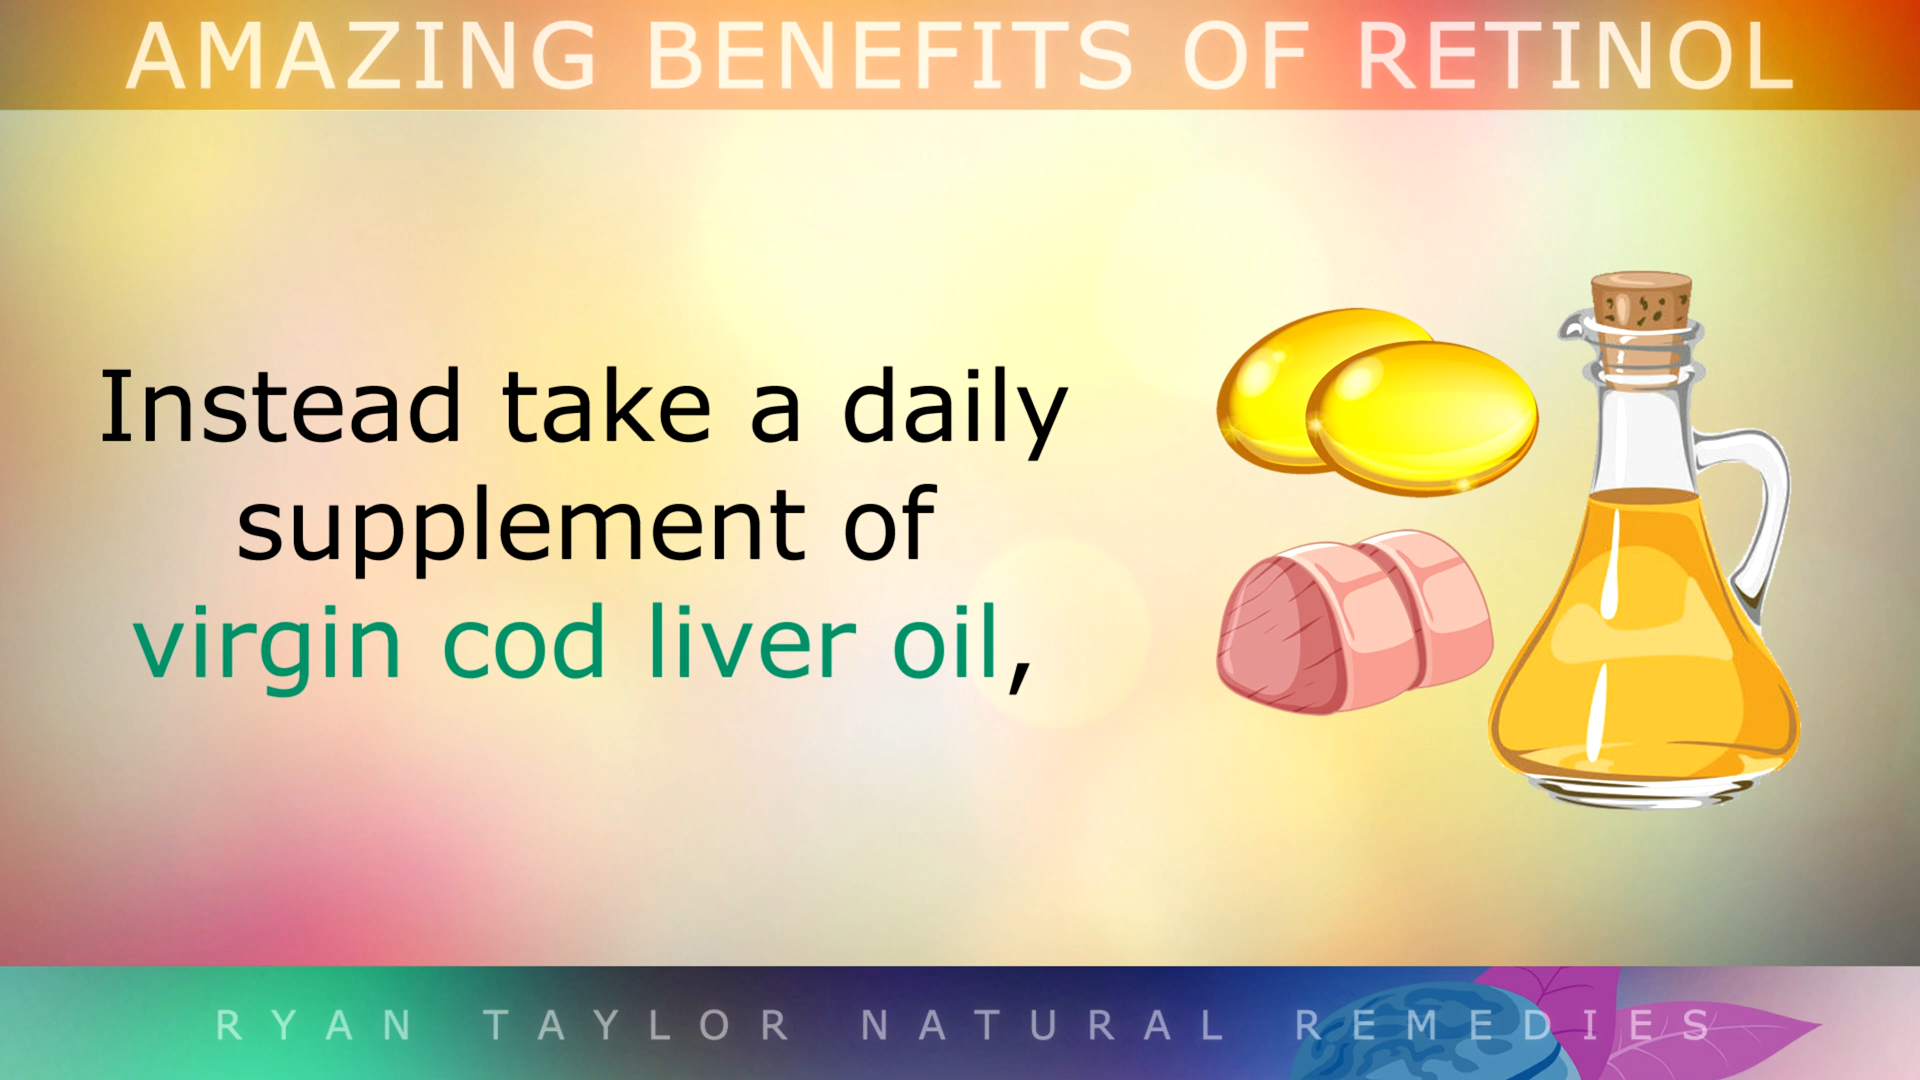 AMAZING BENEFITS OF RETINOL
Instead take a daily
supplement of
virgin cod liver oil,
RYAN TAYLOR NATURAL REMEDIES